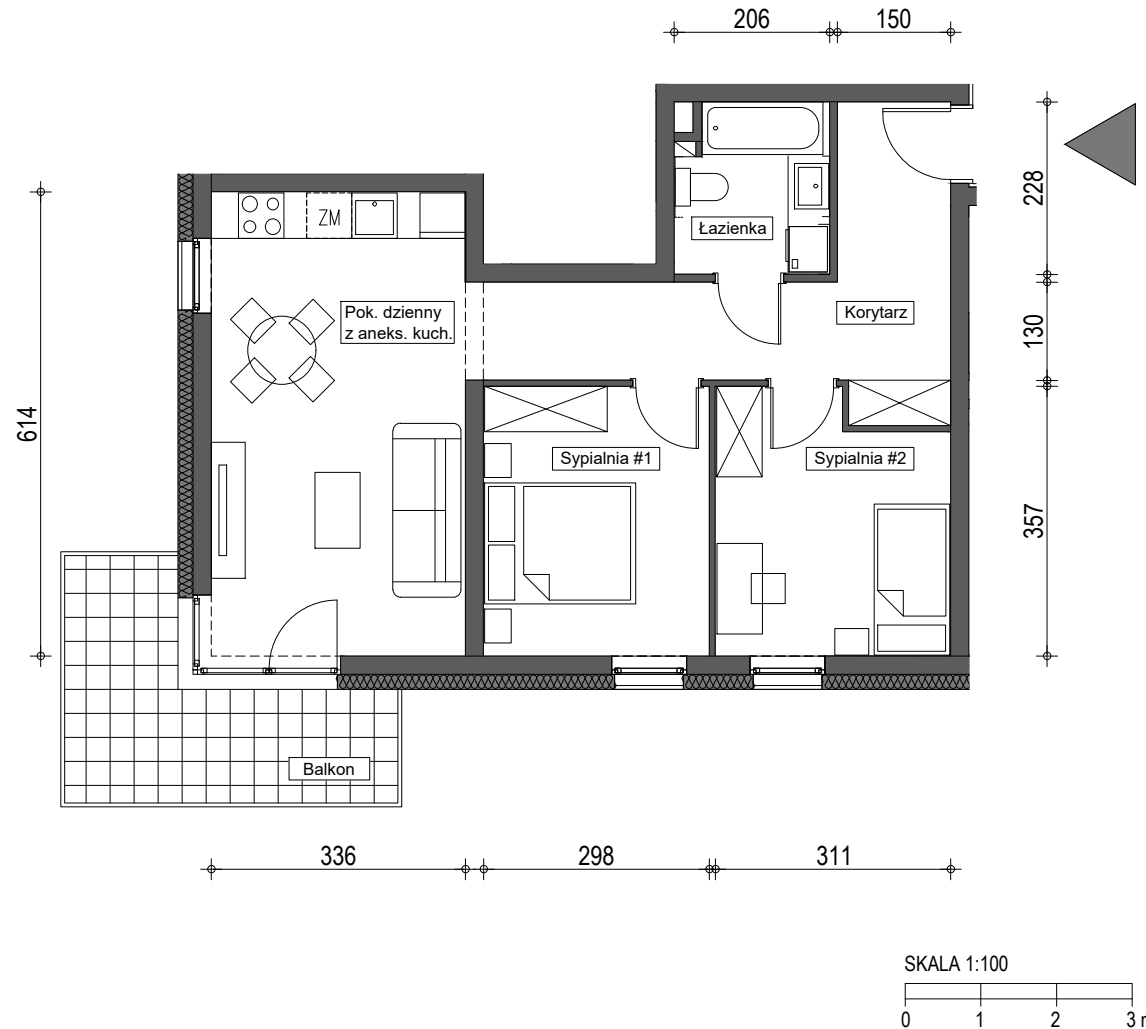 206
150
228
ZM
Łazienka
Pok. dzienny
z aneks. kuch.
Korytarz
130
614
Sypialnia #1
Sypialnia #2
357
Balkon
336
298
311
SKALA 1:100
0
1
2
3 m